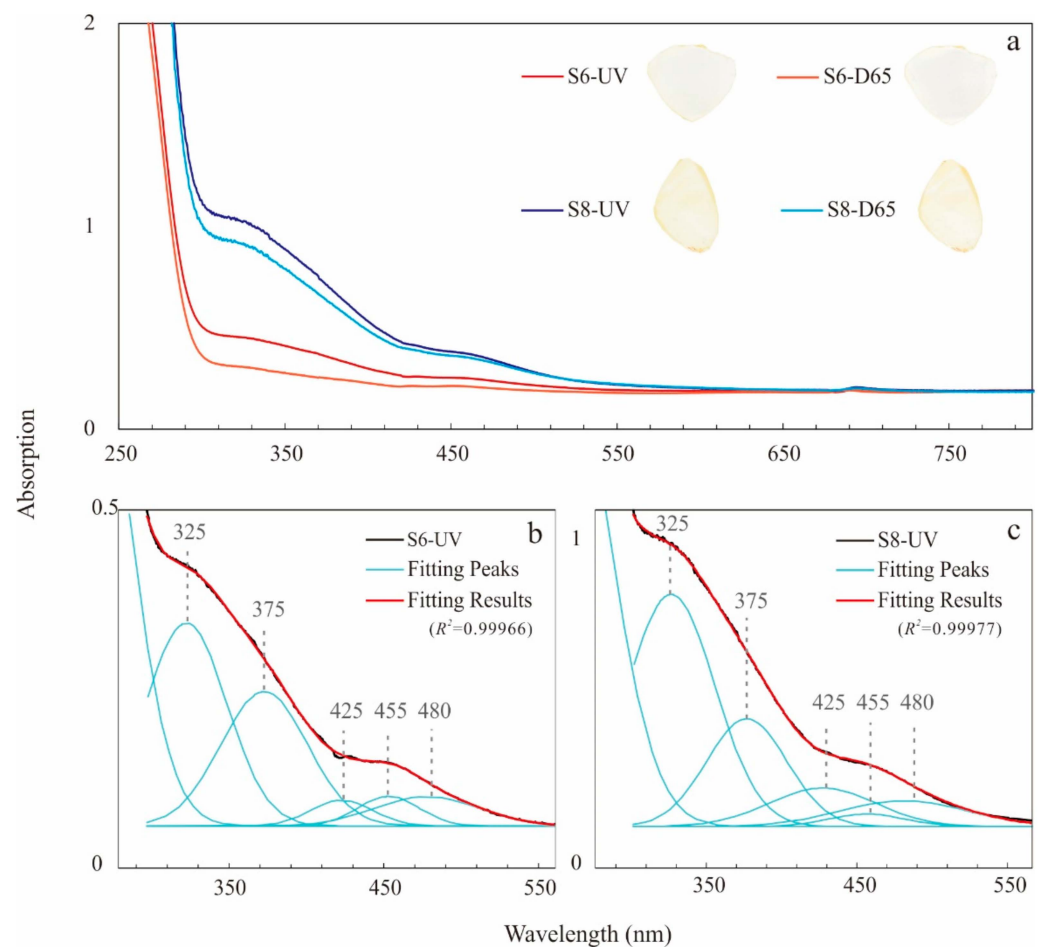 2
a
S6-UV
S6-D65
S8-UV
S8-D65
1
0
250
350
450
550
650
750
Absorption
0.5
b
325
S6-UV
Fitting Peaks
375
Fitting Results
(R²=0.99966)
425
455
480
0
350
450
550
1
c
325
S8-UV
Fitting Peaks
375
Fitting Results
(R²=0.99977)
425
455
480
0
350
450
550
Wavelength (nm)